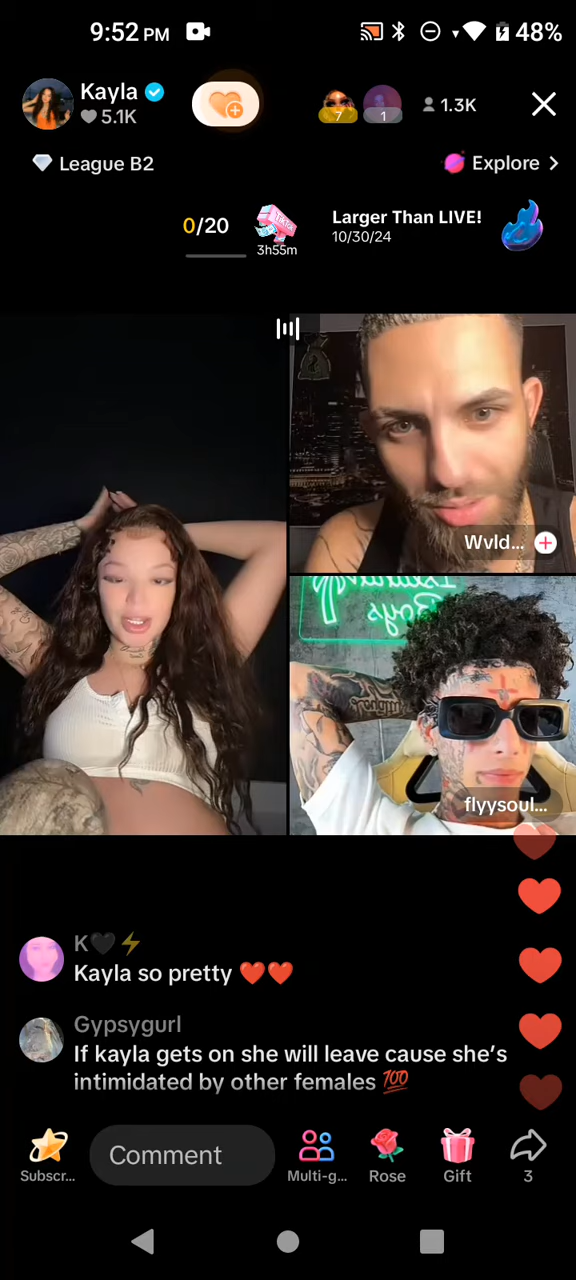 9:52 PM
48%
Kayla
5.1K
7
1
1.3K
League B2
Explore >
0/20
TikTok
3h55m
Larger Than LIVE!
10/30/24
Wvld...
Boys
flyysoul...
K🖤⚡
Kayla so pretty ❤️❤️
Gypsygurl
If kayla gets on she will leave cause she's
intimidated by other females 💯
Subscr...
Comment
Multi-g...
Rose
Gift
3